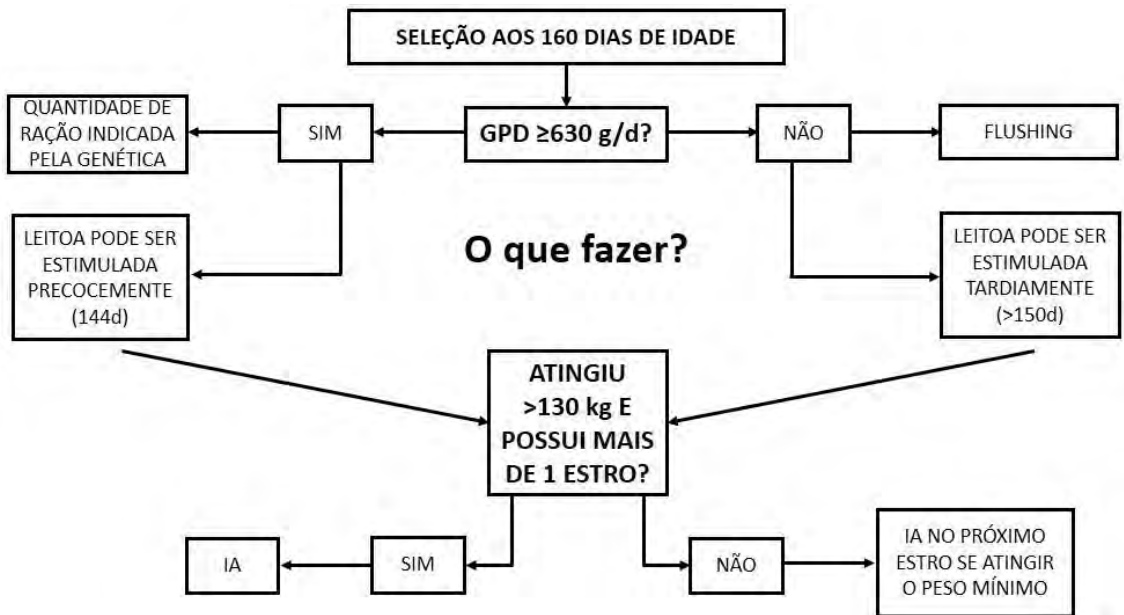 SELEÇÃO AOS 160 DIAS DE IDADE
QUANTIDADE DE
RAÇÃO INDICADA
PELA GENÉTICA
SIM
GPD ≥630 g/d?
NÃO
FLUSHING
LEITOA PODE SER
ESTIMULADA
PRECOCEMENTE
(144d)
O que fazer?
LEITOA PODE SER
ESTIMULADA
TARDIAMENTE
(>150d)
ATINGIU
>130 kg E
POSSUI MAIS
DE 1 ESTRO?
IA
SIM
NÃO
IA NO PRÓXIMO
ESTRO SE ATINGIR
O PESO MÍNIMO